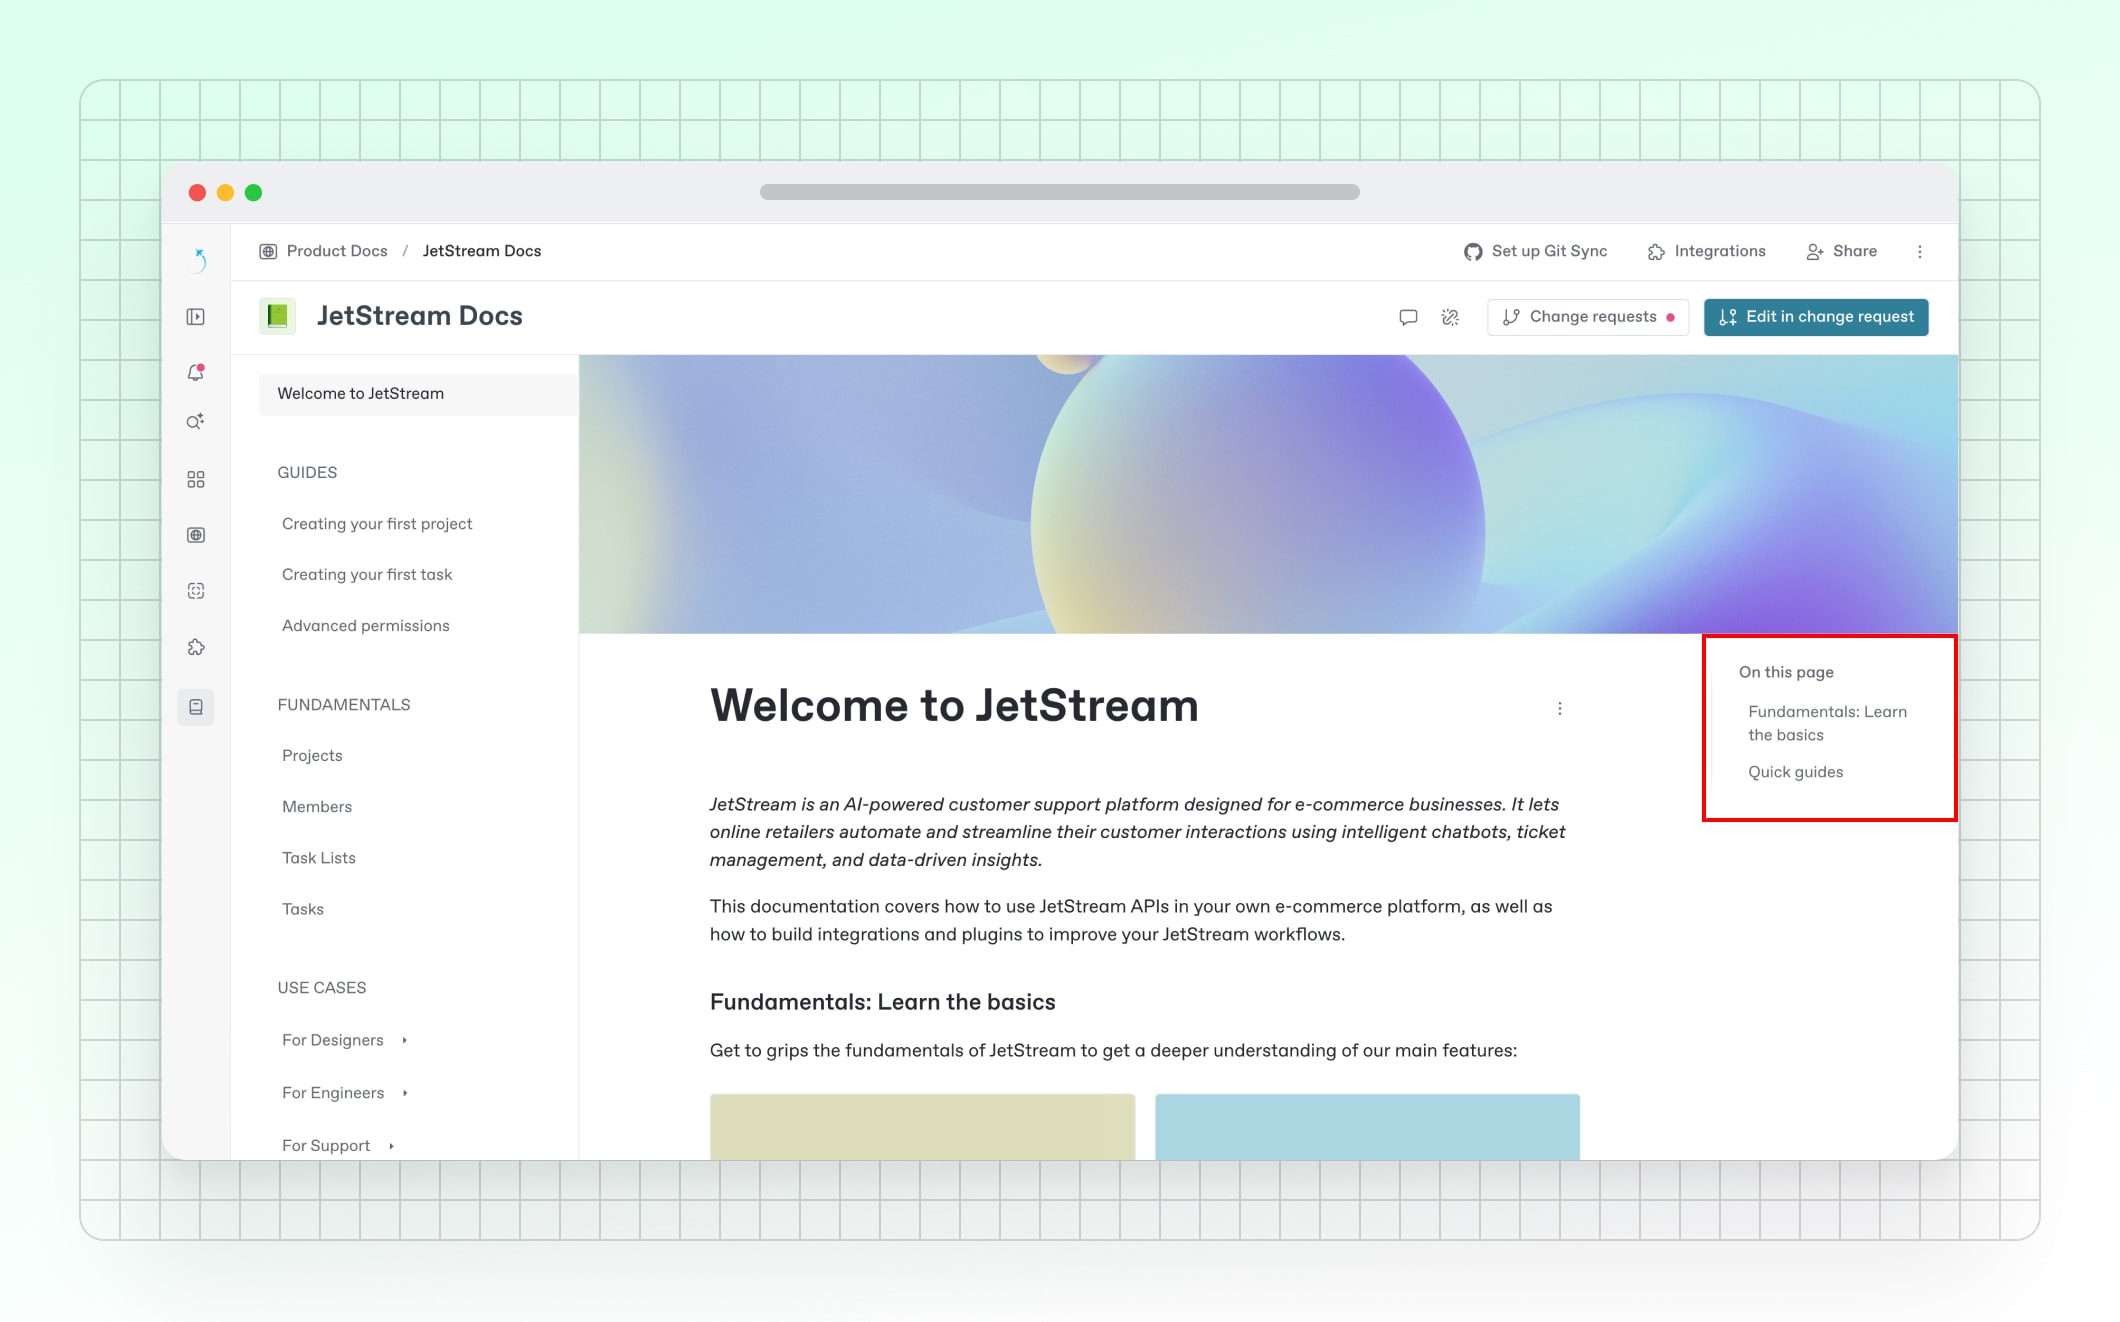 Product Docs / JetStream Docs
Set up Git Sync
Integrations
Share
JetStream Docs
Change requests
Edit in change request
Welcome to JetStream
GUIDES
Creating your first project
Creating your first task
Advanced permissions
FUNDAMENTALS
Projects
Members
Task Lists
Tasks
USE CASES
For Designers
For Engineers
For Support
Welcome to JetStream
JetStream is an AI-powered customer support platform designed for e-commerce businesses. It lets
online retailers automate and streamline their customer interactions using intelligent chatbots, ticket
management, and data-driven insights.
This documentation covers how to use JetStream APIs in your own e-commerce platform, as well as
how to build integrations and plugins to improve your JetStream workflows.
Fundamentals: Learn the basics
Get to grips the fundamentals of JetStream to get a deeper understanding of our main features:
On this page
Fundamentals: Learn
the basics
Quick guides